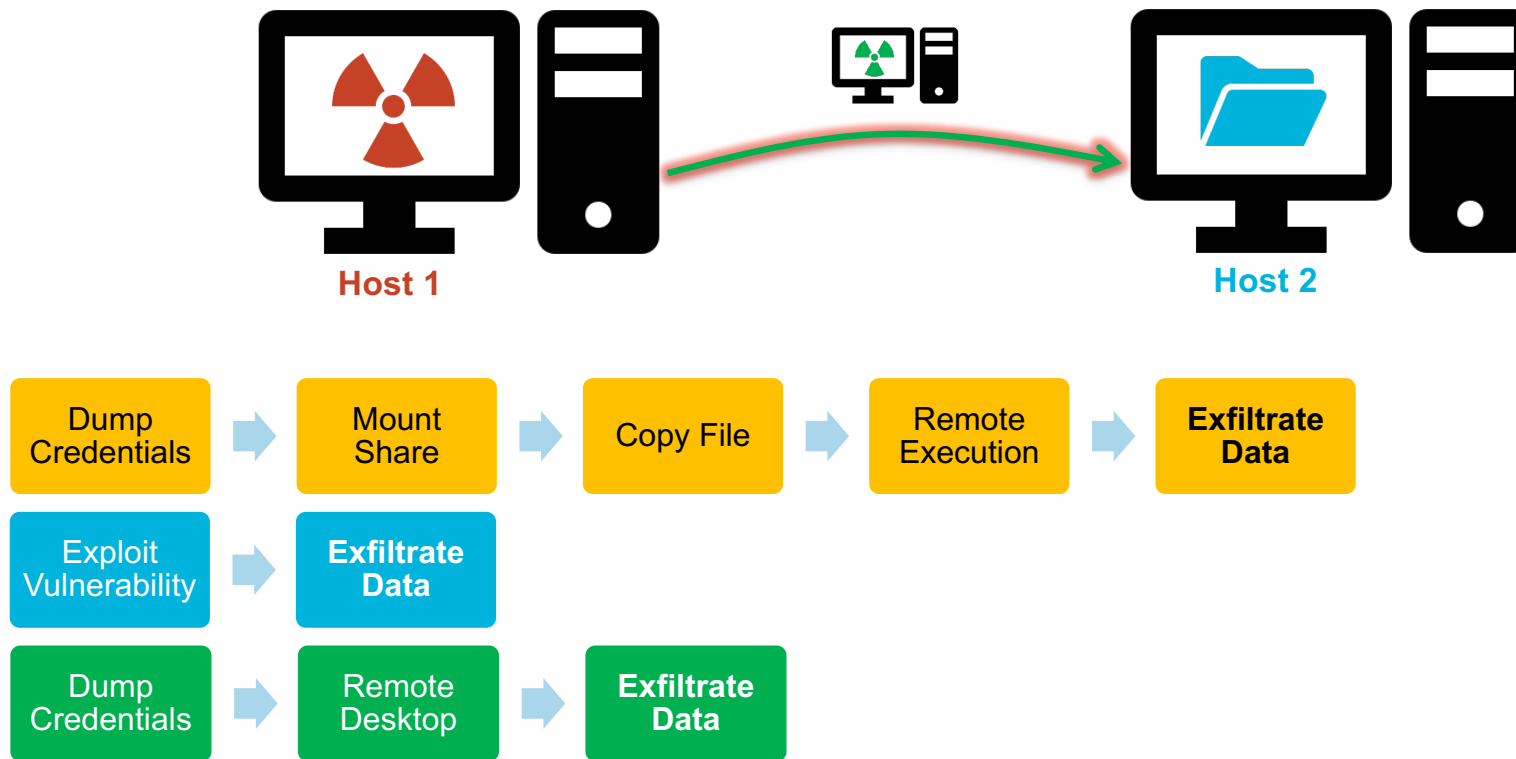 Host 1
Host 2
Dump
Credentials
Mount
Share
Copy File
Remote
Execution
Exfiltrate
Data
Exploit
Vulnerability
Exfiltrate
Data
Dump
Credentials
Remote
Desktop
Exfiltrate
Data